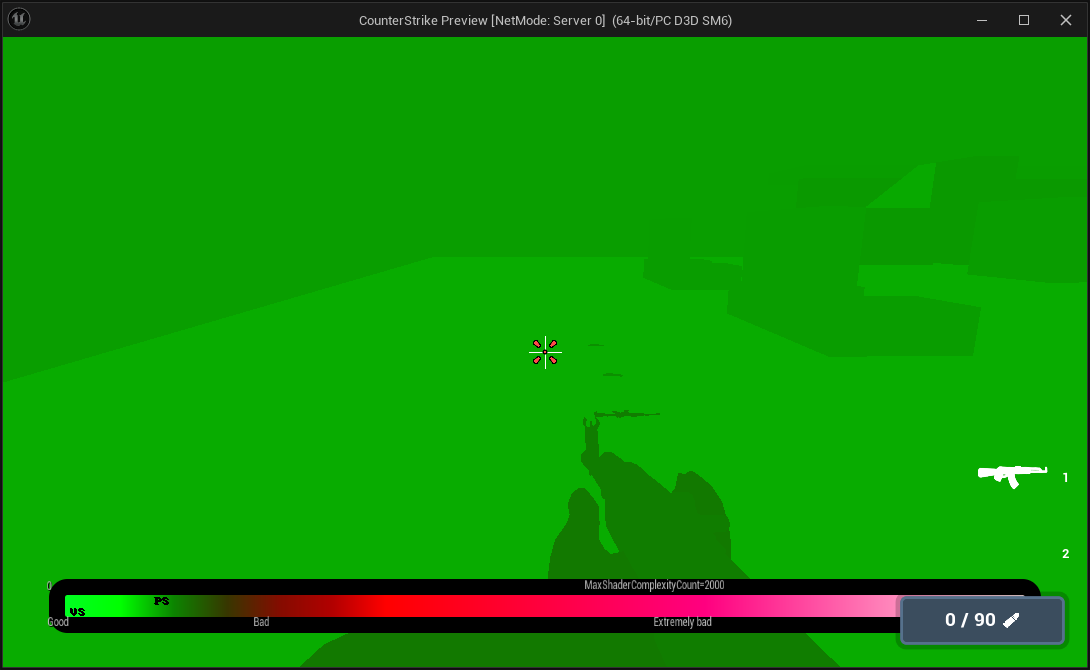 CounterStrike Preview [NetMode: Server 0] (64-bit/PC D3D SM6)
1
2
0
MaxShaderComplexityCount=2000
VS
PS
Good
Bad
Extremely bad
0 / 90